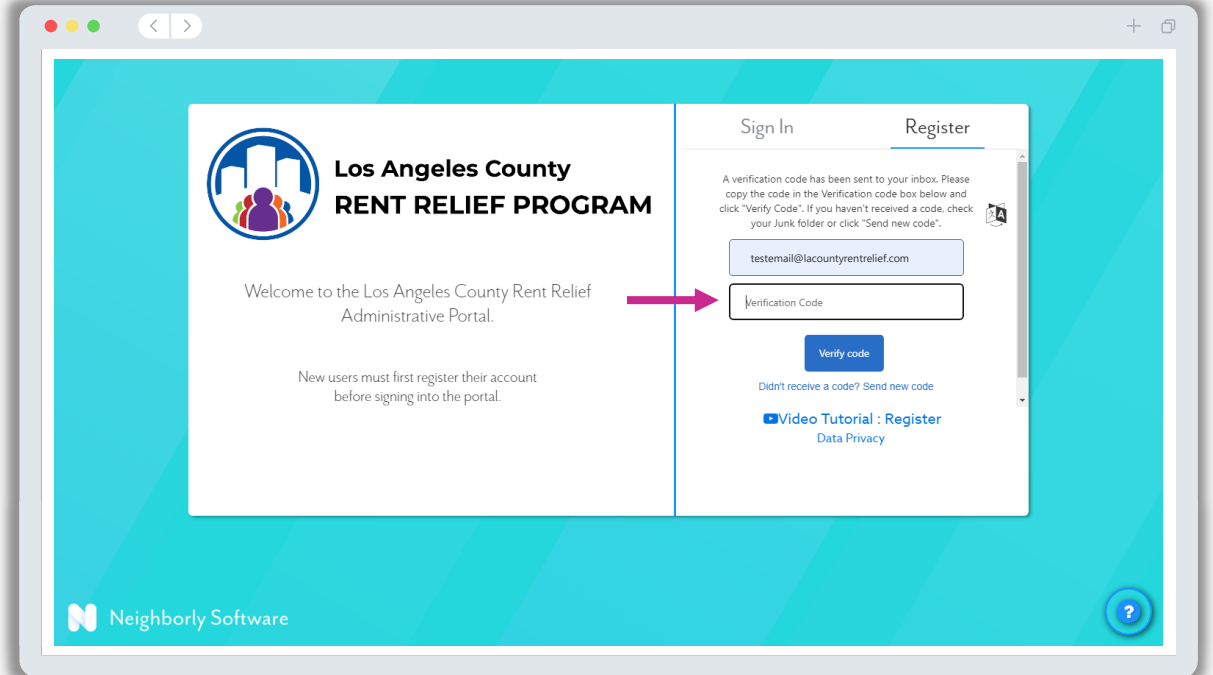 Los Angeles County
RENT RELIEF PROGRAM
Welcome to the Los Angeles County Rent Relief
Administrative Portal.
New users must first register their account
before signing into the portal.
Sign In
Register
A verification code has been sent to your inbox. Please
copy the code in the Verification code box below and
click "Verify Code". If you haven't received a code, check
your Junk folder or click "Send new code".
A
testemail@lacountyrentrelief.com
Verification Code
Verify code
Didn't receive a code? Send new code
Video Tutorial : Register
Data Privacy
Neighborly Software
?